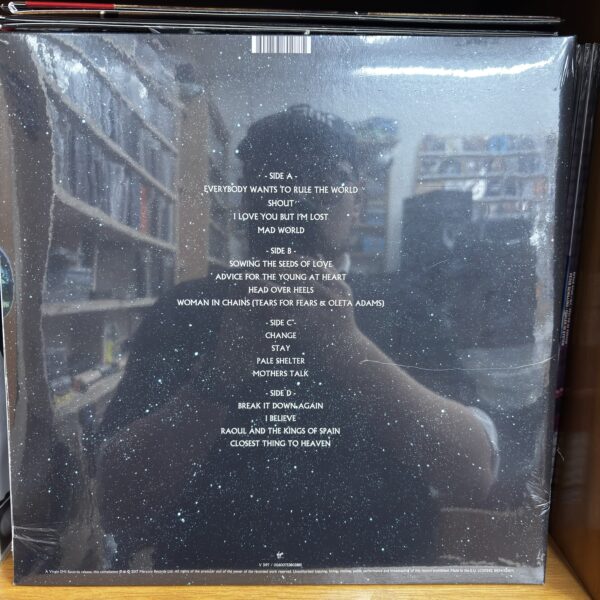 - SIDE A -
EVERYBODY WANTS TO RULE THE WORLD
SHOUT
I LOVE YOU BUT I'M LOST
MAD WORLD
- SIDE B -
SOWING THE SEEDS OF LOVE
ADVICE FOR THE YOUNG AT HEART
HEAD OVER HEELS
WOMAN IN CHAINS (TEARS FOR FEARS & OLETA ADAMS)
- SIDE C -
CHANGE
STAY
PALE SHELTER
MOTHERS TALK
- SIDE D -
BREAK IT DOWN AGAIN
I BELIEVE
RAOUL AND THE KINGS OF SPAIN
CLOSEST THING TO HEAVEN